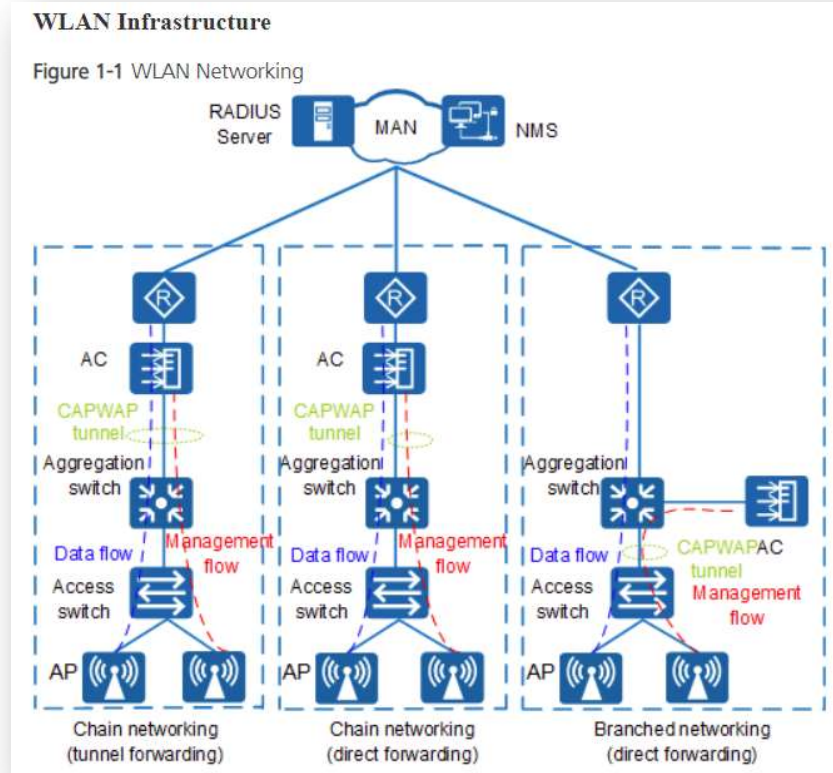 WLAN Infrastructure
Figure 1-1 WLAN Networking
RADIUS
Server
MAN
NMS
R
R
R
AC
AC
CAPWAP
tunnel
CAPWAP
tunnel
Aggregation
switch
Aggregation
switch
Aggregation
switch
Data flow
Management
flow
Data flow
Management
flow
Data flow
CAPWAP
tunnel
AC
Management
flow
Access
switch
Access
switch
Access
switch
AP
AP
AP
Chain networking
(tunnel forwarding)
Chain networking
(direct forwarding)
Branched networking
(direct forwarding)